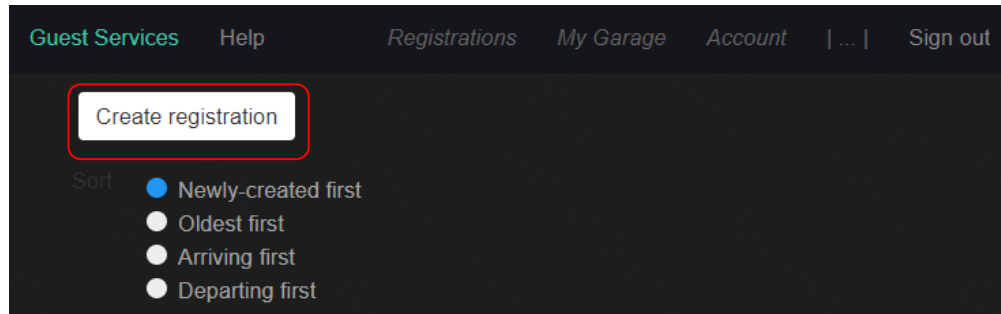 Guest Services Help Registrations My Garage Account | ... | Sign out
Create registration
Sort
Newly-created first
Oldest first
Arriving first
Departing first